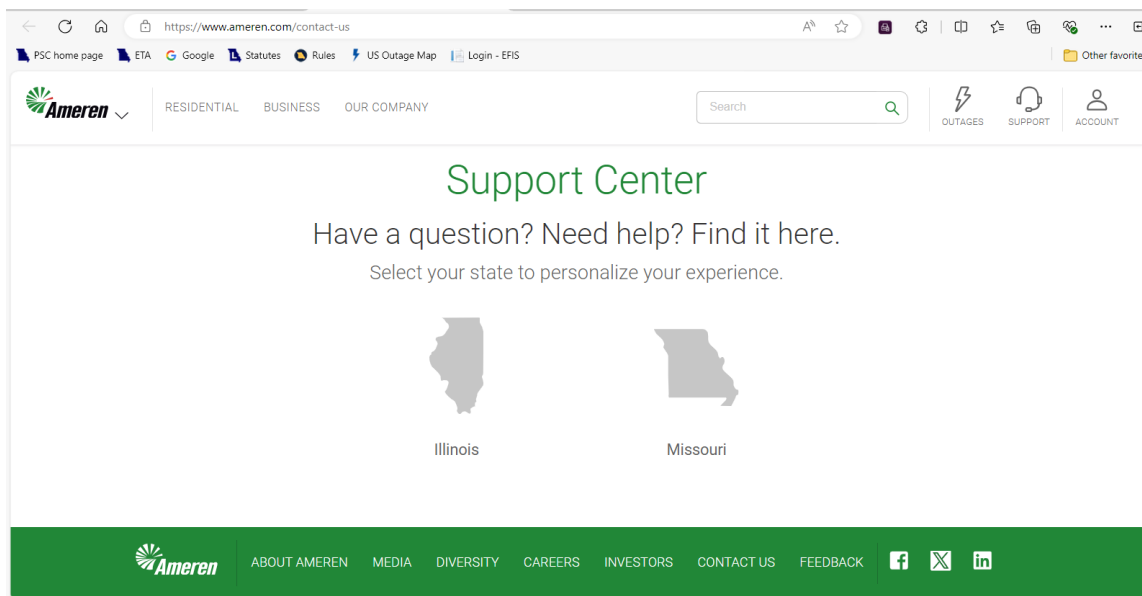 https://www.ameren.com/contact-us
PSC home page ETA Google Statutes Rules US Outage Map Login - EFIS Other favorite
Ameren RESIDENTIAL BUSINESS OUR COMPANY Search OUTAGES SUPPORT ACCOUNT
Support Center
Have a question? Need help? Find it here.
Select your state to personalize your experience.
Illinois Missouri
Ameren ABOUT AMEREN MEDIA DIVERSITY CAREERS INVESTORS CONTACT US FEEDBACK